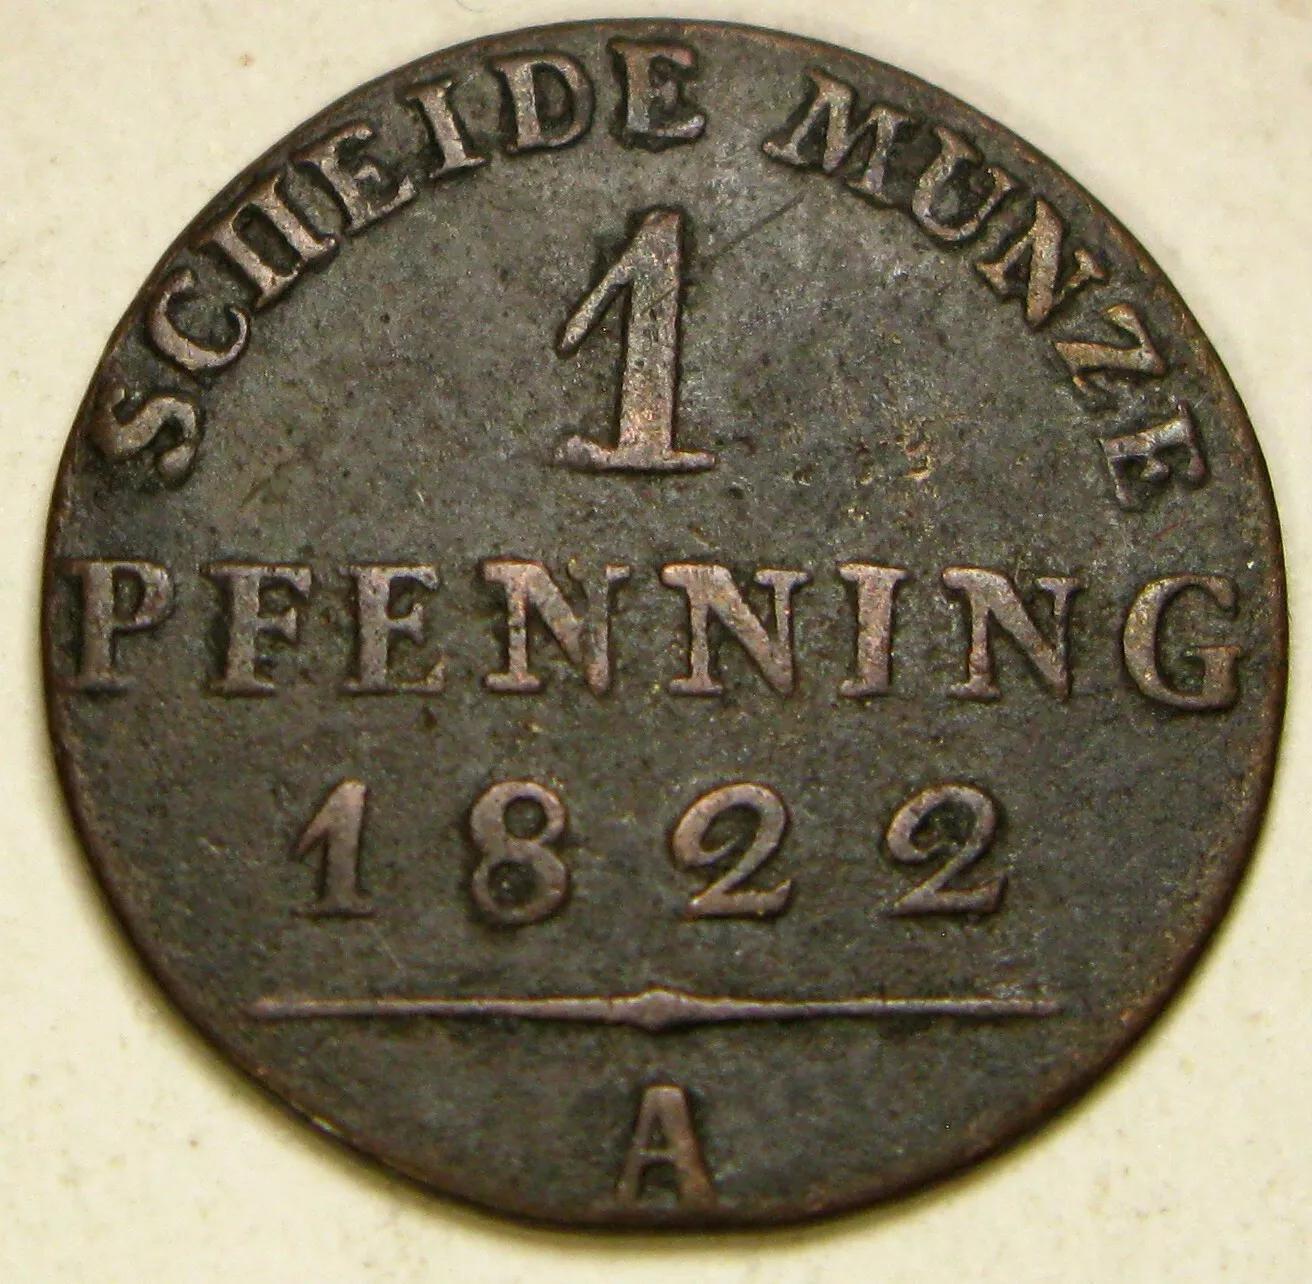 SCHEIDE MUNZE
1
PFENNING
1822
A